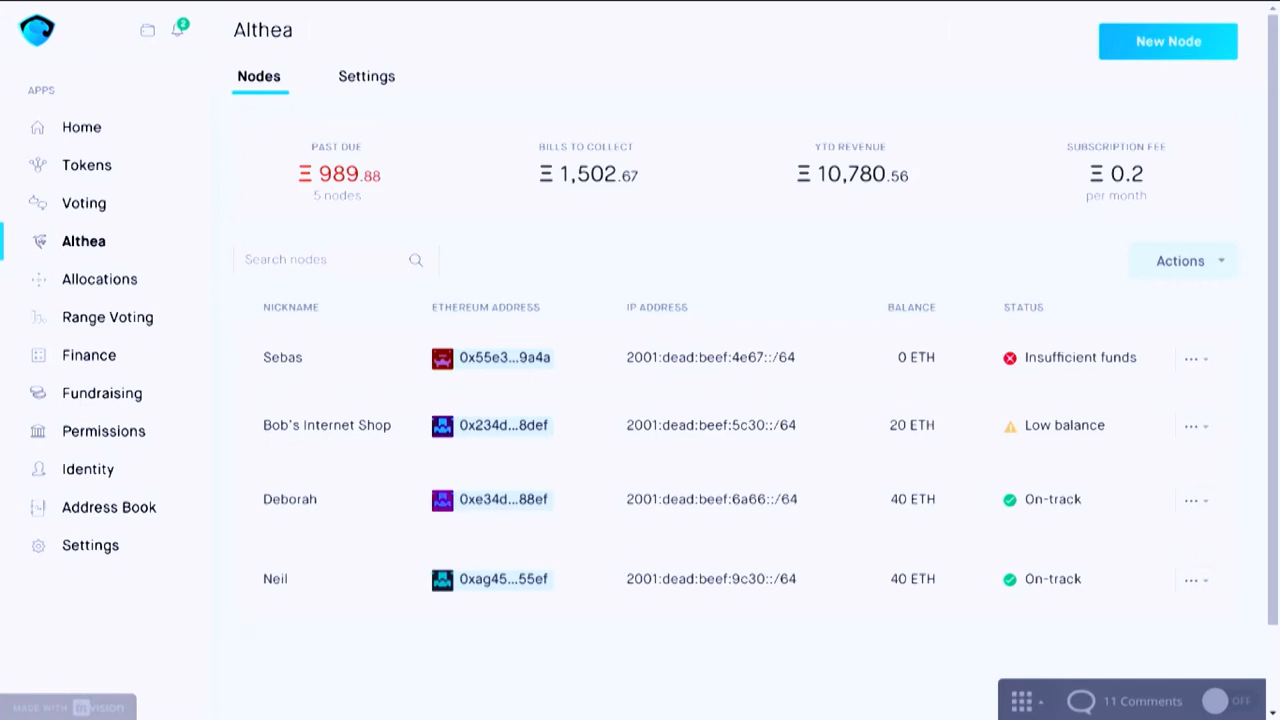 2
Althea
New Node
Nodes
Settings
APPS
Home
Tokens
Voting
Althea
Allocations
Range Voting
Finance
Fundraising
Permissions
Identity
Address Book
Settings
PAST DUE
Ξ 989.88
5 nodes
BILLS TO COLLECT
Ξ 1,502.67
YTD REVENUE
Ξ 10,780.56
SUBSCRIPTION FEE
Ξ 0.2
per month
Search nodes
Actions
NICKNAME ETHEREUM ADDRESS IP ADDRESS BALANCE STATUS
Sebas 0x55e3...9a4a 2001:dead:beef:4e67::/64 0 ETH Insufficient funds
Bob's Internet Shop 0x234d...8def 2001:dead:beef:5c30::/64 20 ETH Low balance
Deborah 0xe34d...88ef 2001:dead:beef:6a66::/64 40 ETH On-track
Neil 0xag45...55ef 2001:dead:beef:9c30::/64 40 ETH On-track
MADE WITH invision
11 Comments
OFF